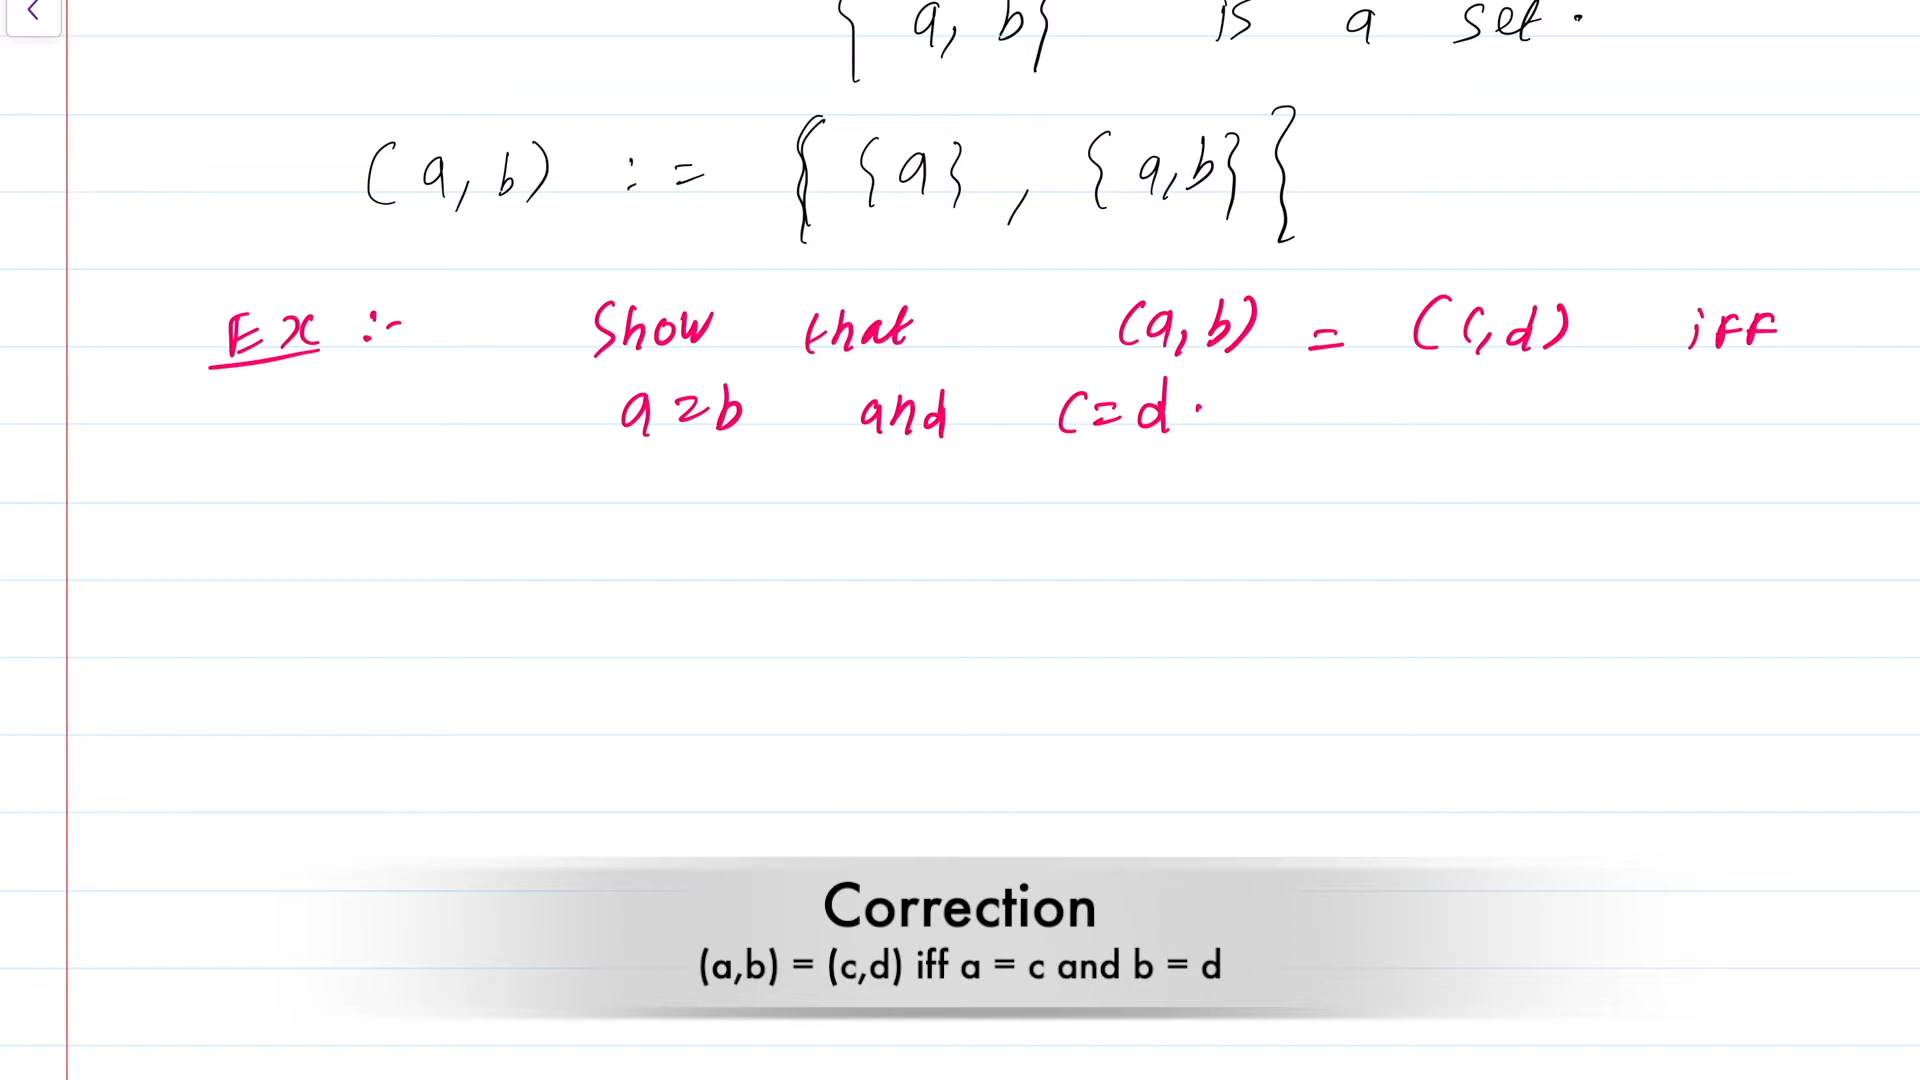 {a, b} is a set.
(a, b) := { {a} , {a,b} }
Ex :- Show that (a, b) = (c, d) iff
a = b and c = d.
Correction
(a,b) = (c,d) iff a = c and b = d